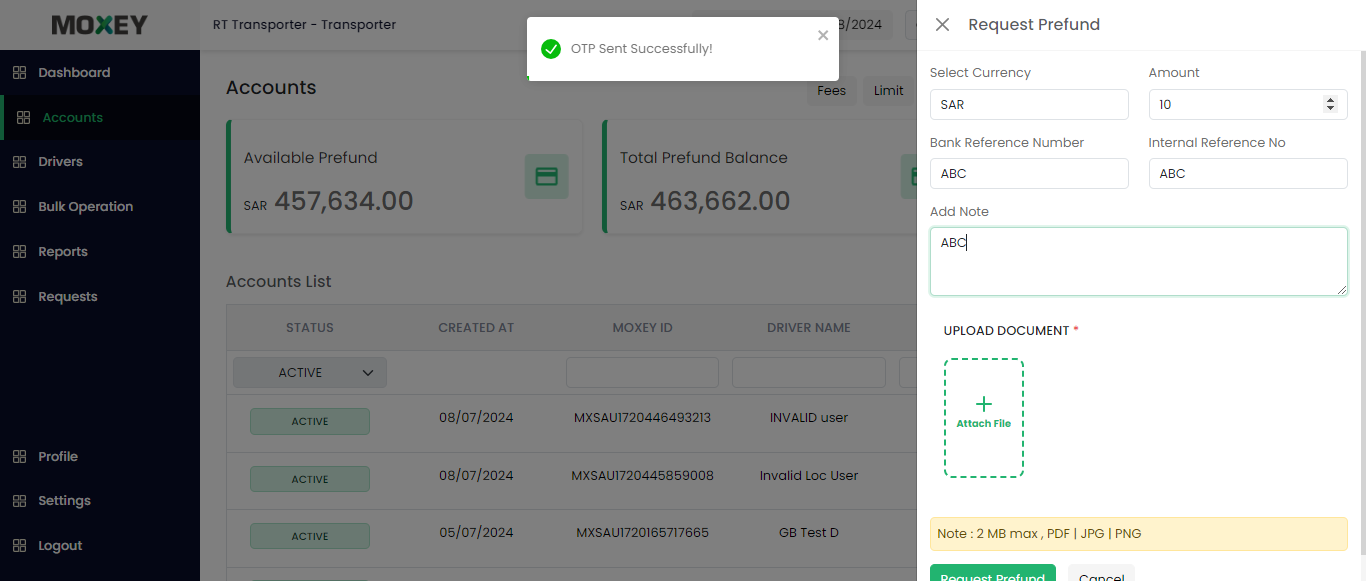 MOXEY
RT Transporter - Transporter
8/2024
OTP Sent Successfully!
Request Prefund
Dashboard
Accounts
Drivers
Bulk Operation
Reports
Requests
Profile
Settings
Logout
Accounts
Fees
Limit
Available Prefund
SAR 457,634.00
Total Prefund Balance
SAR 463,662.00
Accounts List
STATUS CREATED AT MOXEY ID DRIVER NAME
ACTIVE
ACTIVE 08/07/2024 MXSAU1720446493213 INVALID user
ACTIVE 08/07/2024 MXSAU1720445859008 Invalid Loc User
ACTIVE 05/07/2024 MXSAU1720165717665 GB Test D
Select Currency Amount
SAR 10
Bank Reference Number Internal Reference No
ABC ABC
Add Note
ABC
UPLOAD DOCUMENT *
Attach File
Note : 2 MB max , PDF | JPG | PNG
Request Prefund Cancel